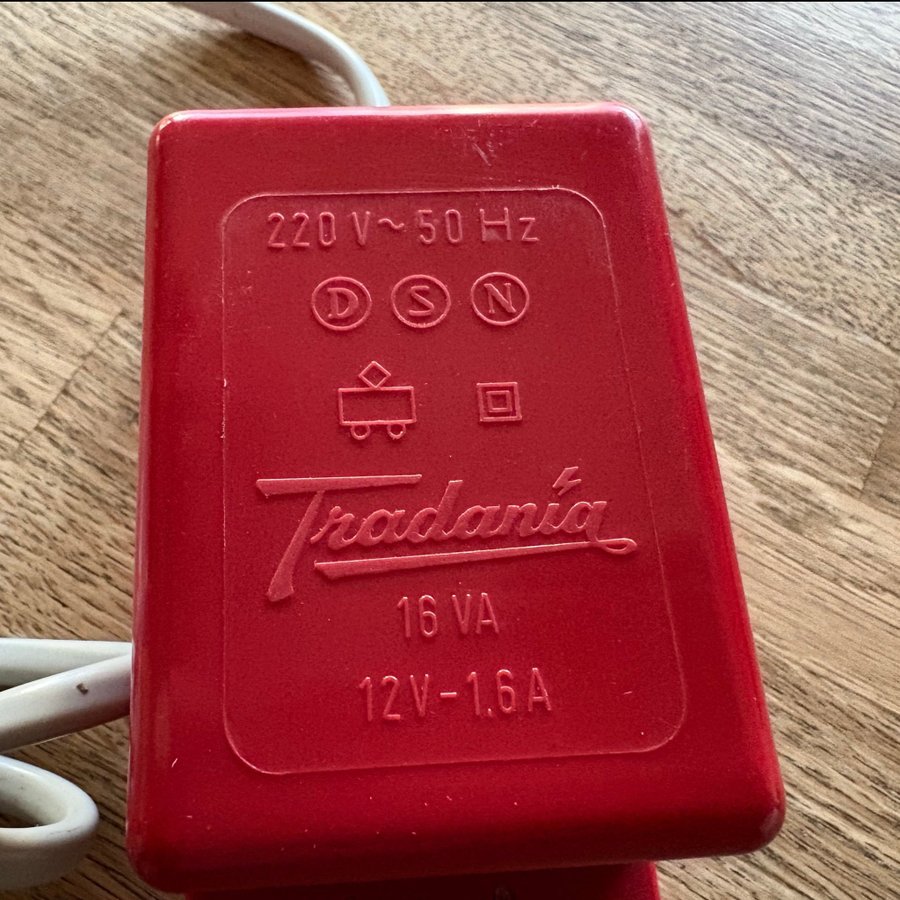 220 V~ 50 Hz
D S N
Tradania
16 VA
12V-1.6A